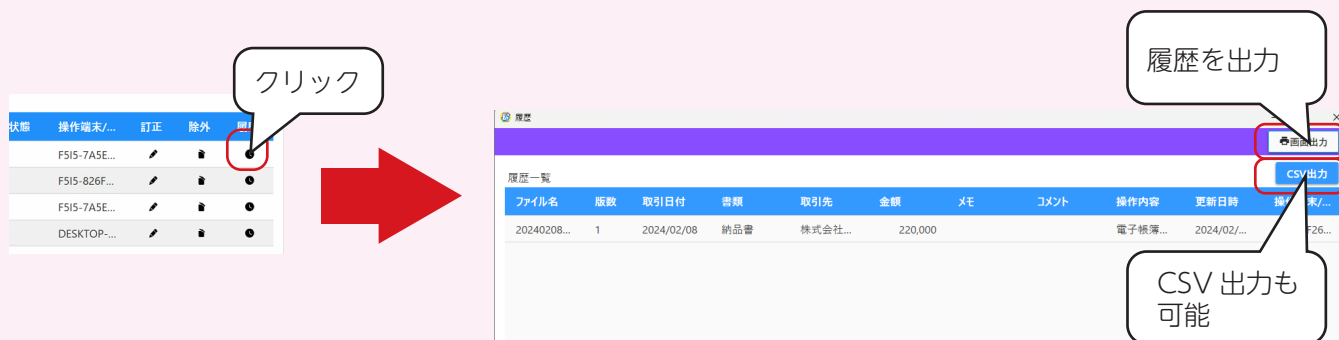 クリック
状態 操作端末/... 訂正 除外
F5I5-7A5E...
F5I5-826F...
F5I5-7A5E...
DESKTOP-...
履歴を出力
履歴
画面出力
履歴一覧
CSV出力
ファイル名 版数 取引日付 書類 取引先 金額 メモ コメント 操作内容 更新日時
20240208... 1 2024/02/08 納品書 株式会社... 220,000 電子帳簿... 2024/02/... F26...
CSV 出力も
可能